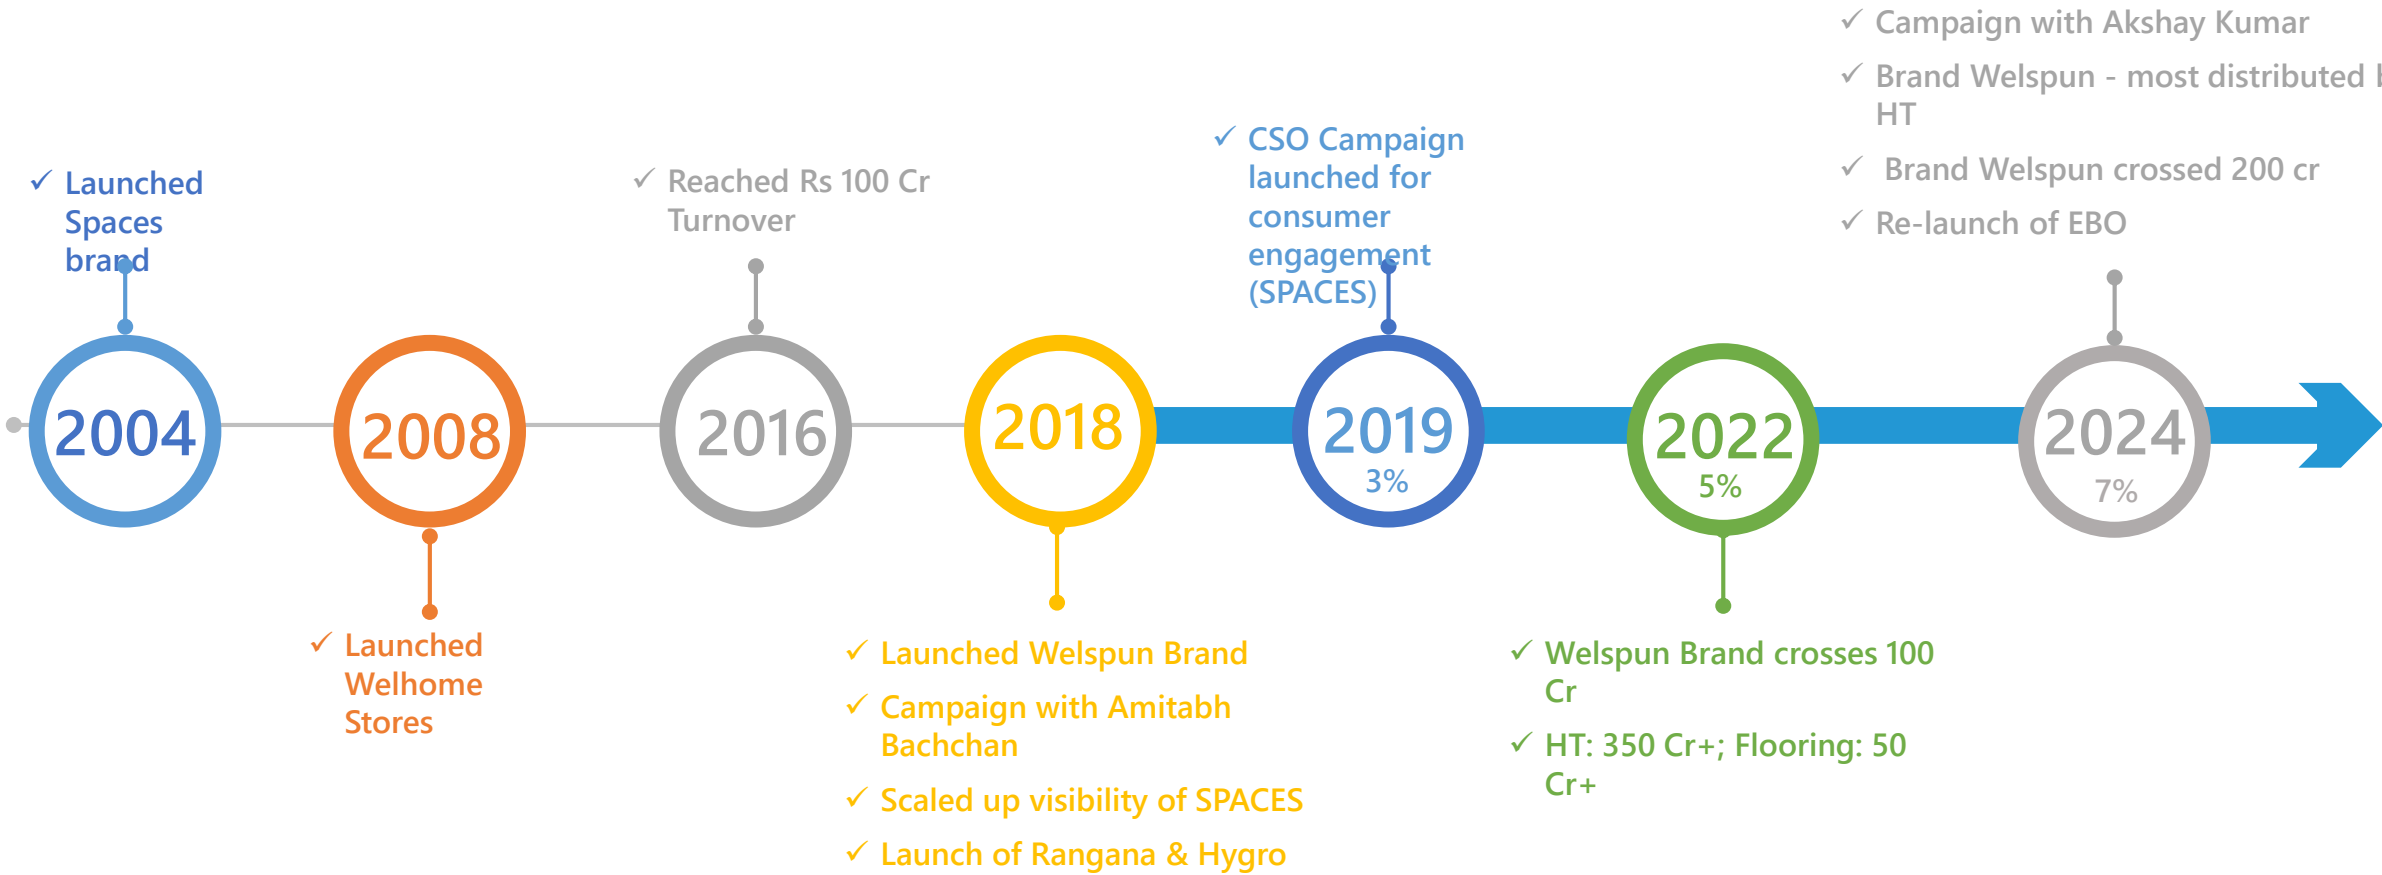 ✓ Launched
Spaces
brand
2004
2008
✓ Launched
Welhome
Stores
✓ Reached Rs 100 Cr
Turnover
2016
2018
✓ Launched Welspun Brand
✓ Campaign with Amitabh
Bachchan
✓ Scaled up visibility of SPACES
✓ Launch of Rangana & Hygro
✓ CSO Campaign
launched for
consumer
engagement
(SPACES)
2019
3%
2022
5%
✓ Welspun Brand crosses 100
Cr
✓ HT: 350 Cr+; Flooring: 50
Cr+
✓ Campaign with Akshay Kumar
✓ Brand Welspun - most distributed
HT
✓ Brand Welspun crossed 200 cr
✓ Re-launch of EBO
2024
7%